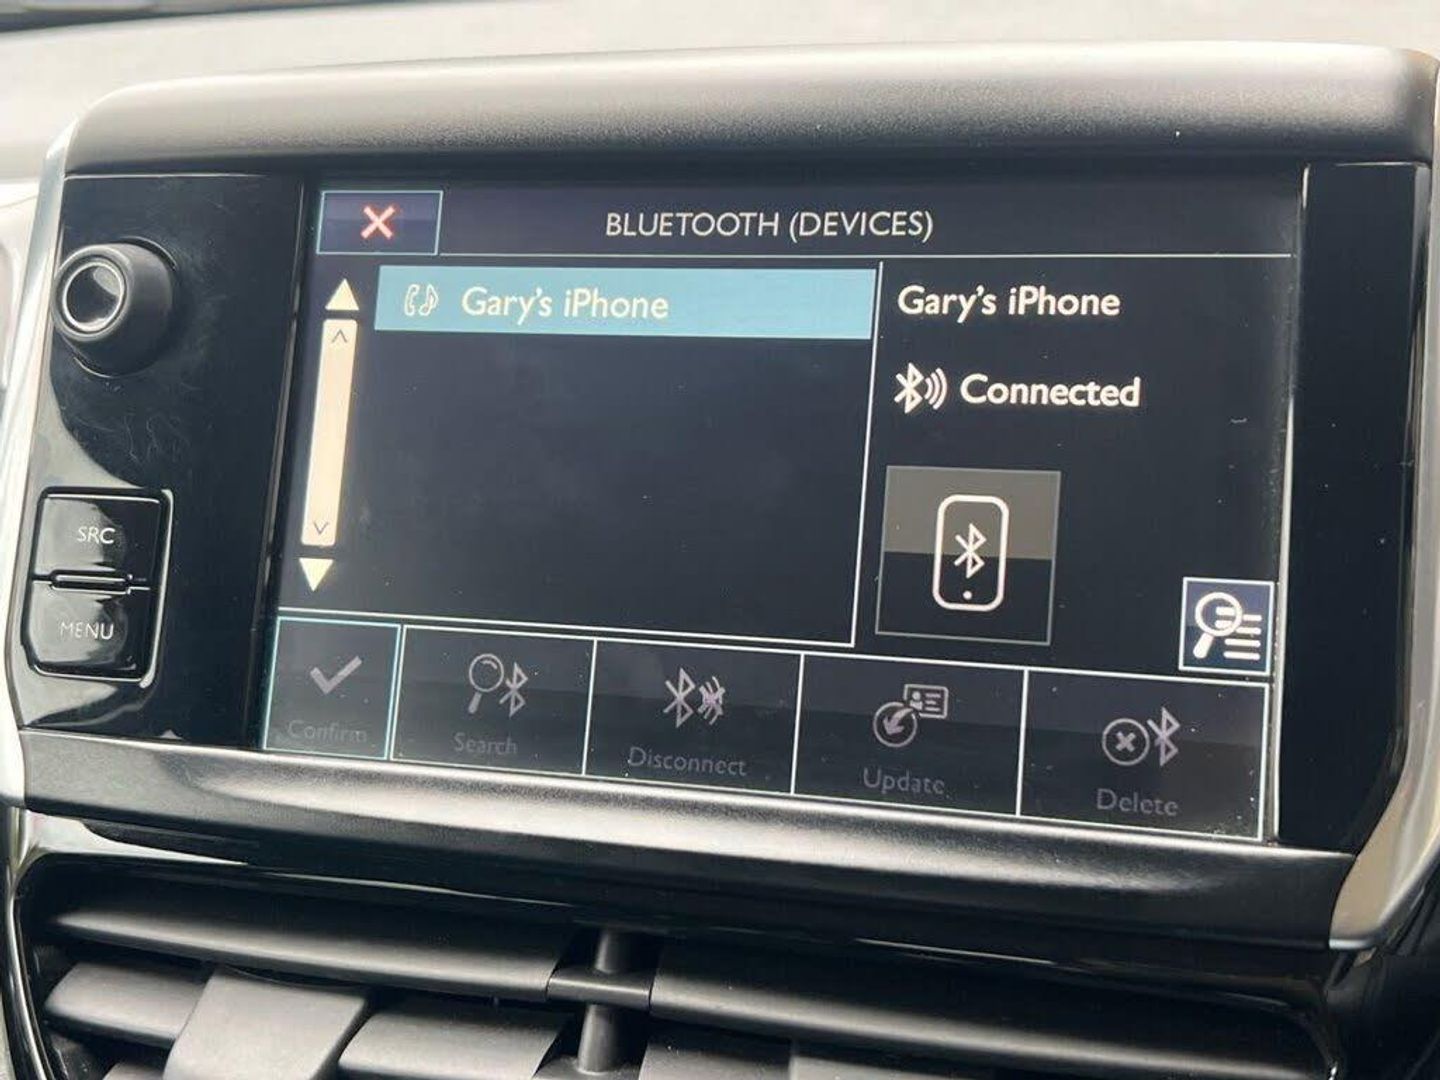 BLUETOOTH (DEVICES)
Gary's iPhone
Gary's iPhone
Connected
SRC
MENU
Confirm
Search
Disconnect
Update
Delete